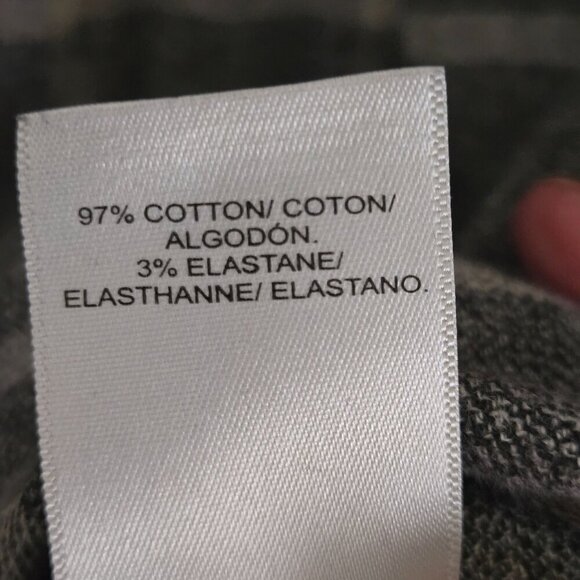 97% COTTON/ COTON/
ALGODÓN.
3% ELASTANE/
ELASTHANNE/ ELASTANO.